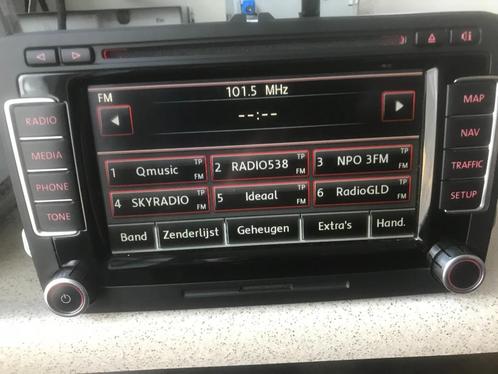 FM
101.5 MHz
--:--
RADIO
MEDIA
PHONE
TONE
MAP
NAV
TRAFFIC
SETUP
1 Qmusic TP FM
2 RADIO538 TP FM
3 NPO 3FM TP FM
4 SKYRADIO TP FM
5 Ideaal TP FM
6 RadioGLD TP FM
Band Zenderlijst Geheugen Extra's Hand.